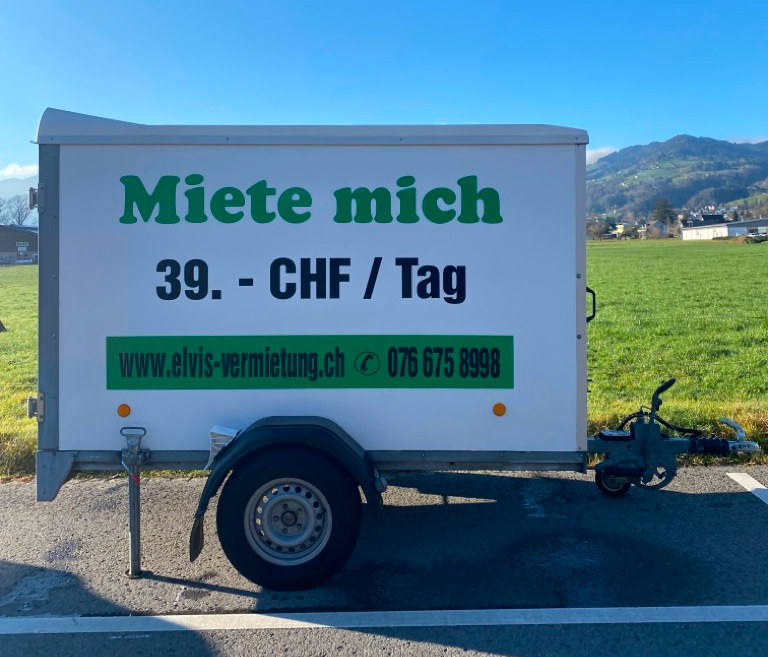 Miete mich
39. - CHF / Tag
www.elvis-vermietung.ch ✆ 076 675 8998